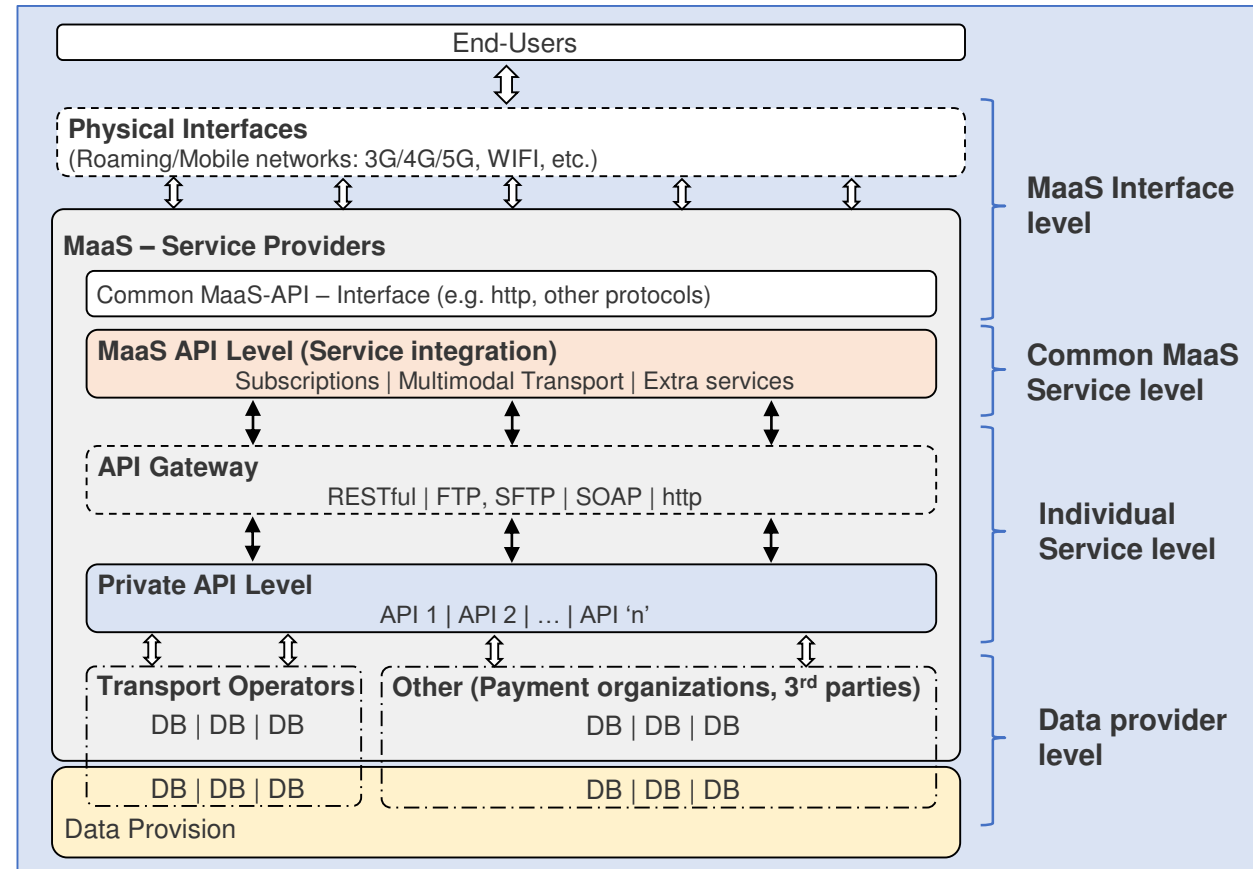 End-Users
Physical Interfaces
(Roaming/Mobile networks: 3G/4G/5G, WIFI, etc.)
MaaS Interface
level
MaaS – Service Providers
Common MaaS-API – Interface (e.g. http, other protocols)
MaaS API Level (Service integration)
Subscriptions | Multimodal Transport | Extra services
Common MaaS
Service level
API Gateway
RESTful | FTP, SFTP | SOAP | http
Individual
Service level
Private API Level
API 1 | API 2 | … | API ‘n’
Transport Operators
DB | DB | DB
DB | DB | DB
Other (Payment organizations, 3rd parties)
DB | DB | DB
DB | DB | DB
Data provider
level
Data Provision